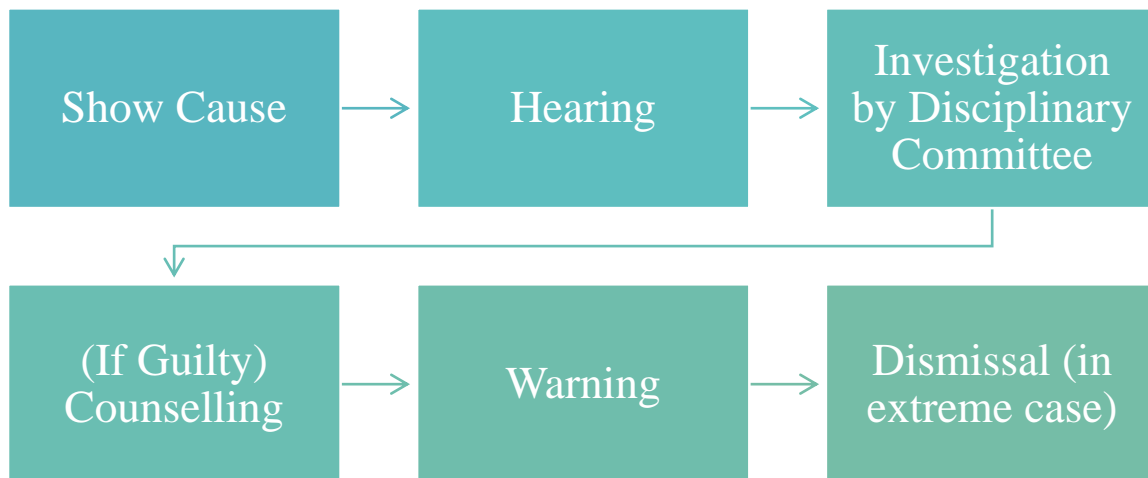 Show Cause
Hearing
Investigation
by Disciplinary
Committee
(If Guilty)
Counselling
Warning
Dismissal (in
extreme case)